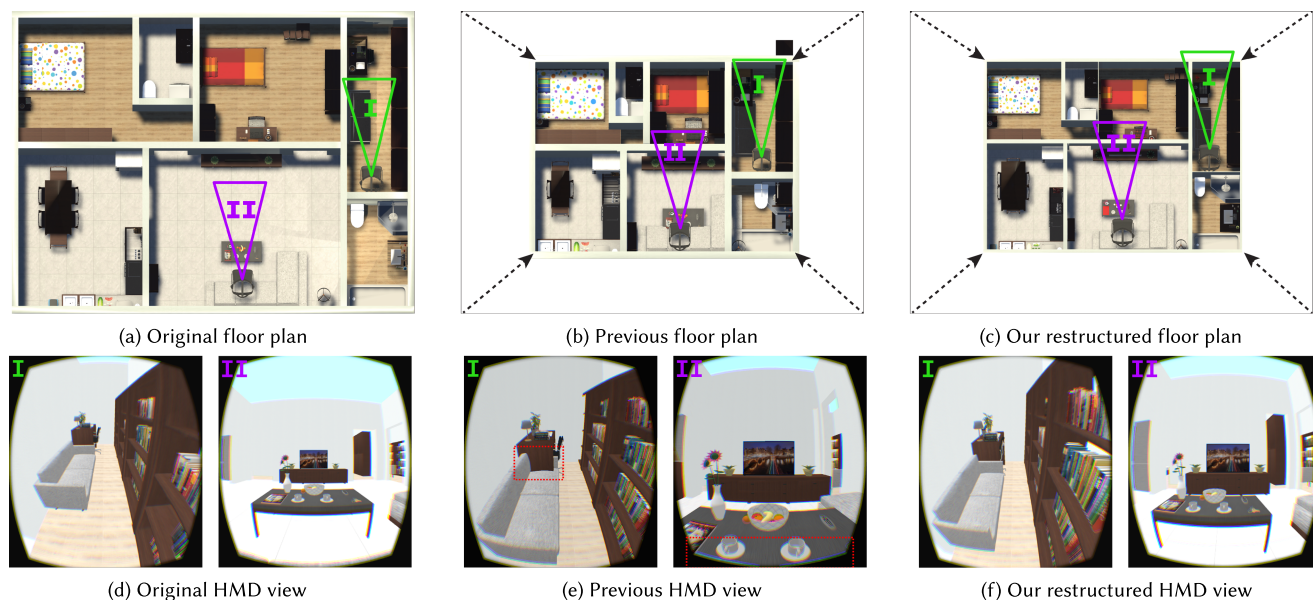 I
II
I
II
I
II
(a) Original floor plan
(b) Previous floor plan
(c) Our restructured floor plan
I
II
I
II
I
II
(d) Original HMD view
(e) Previous HMD view
(f) Our restructured HMD view